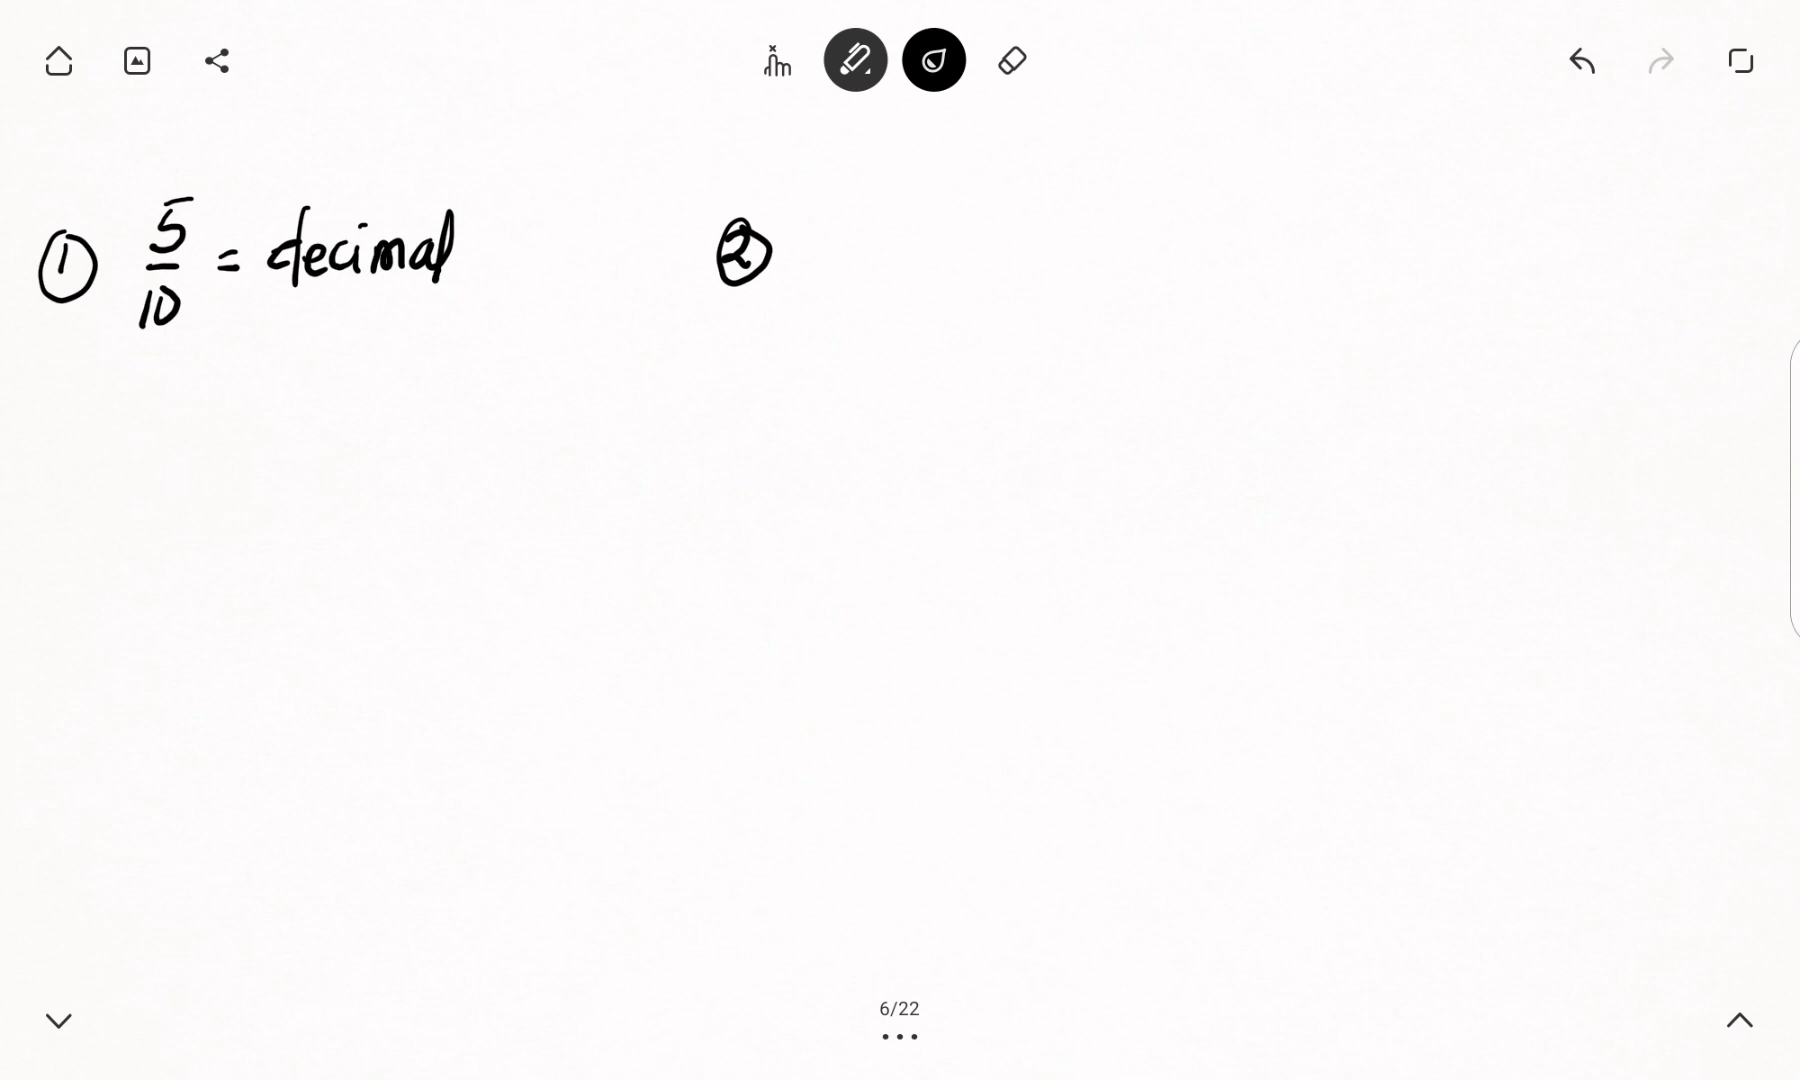 ① 5/10 = decimal ②
6/22